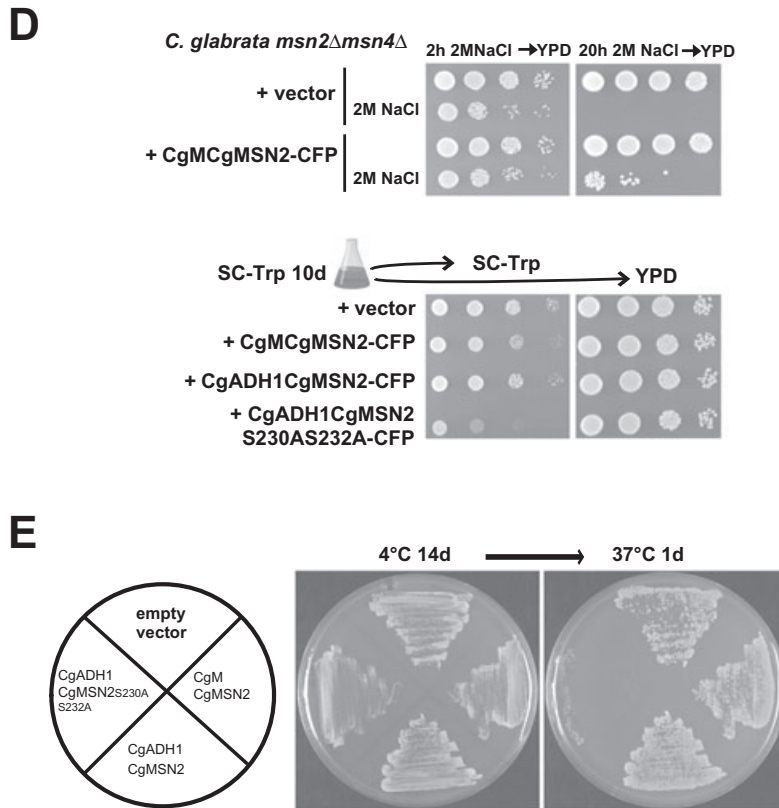 D
C. glabrata msn2Δmsn4Δ
2h 2MNaCl →YPD
20h 2M NaCl→YPD
+ vector
2M NaCl
+ CgMCgMSN2-CFP
2M NaCl
SC-Trp 10d
SC-Trp
YPD
+ vector
+ CgMCgMSN2-CFP
+ CgADH1CgMSN2-CFP
+ CgADH1CgMSN2
S230AS232A-CFP
E
4°C 14d
37°C 1d
empty
vector
CgADH1
CgMSN2S230A
S232A
CgM
CgMSN2
CgADH1
CgMSN2